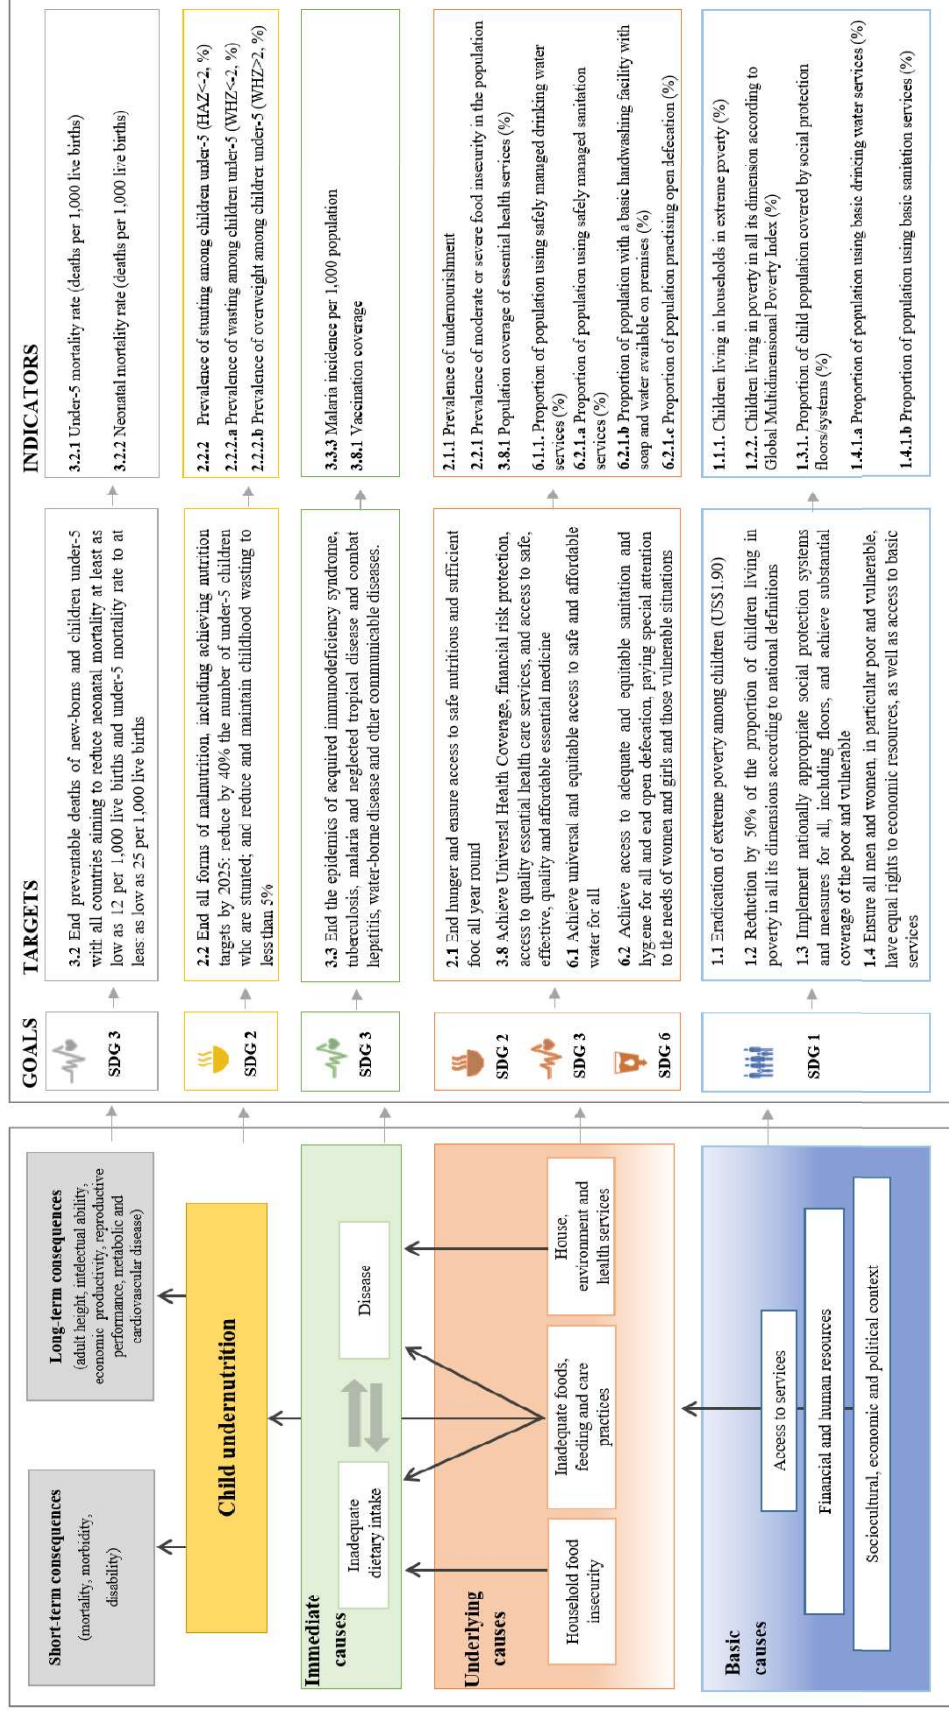 Short-term consequences
(mortality, morbidity,
disability)
Long-term consequences
(adult height, intelectual ability,
economic productivity, reproductive
performance, metabolic and
cardiovascular disease)
Child undernutrition
Immediate
causes
Inadequate
dietary intake
Disease
Underlying
causes
Household food
insecurity
Inadequate foods,
feeding and care
practices
House,
environment and
health services
Basic
causes
Access to services
Financial and human resources
Sociocultural, economic and political context
GOALS
TARGETS
INDICATORS
SDG 3
3.2 End preventable deaths of new-borns and children under-5
with all countries aiming to reduce neonatal mortality at least as
low as 12 per 1,000 live births and under-5 mortality rate to at
least as low as 25 per 1,000 live births
3.2.1 Under-5 mortality rate (deaths per 1,000 live births)
3.2.2 Neonatal mortality rate (deaths per 1,000 live births)
SDG 2
2.2 End all forms of malnutrition, including achieving nutrition
targets by 2025: reduce by 40% the number of under-5 children
who are stunted; and reduce and maintain childhood wasting to
less than 5%
2.2.2 Prevalence of stunting among children under-5 (HAZ<-2, %)
2.2.2.a Prevalence of wasting among children under-5 (WHZ<-2, %)
2.2.2.b Prevalence of overweight among children under-5 (WHZ>2, %)
SDG 3
3.3 End the epidemics of acquired immunodeficiency syndrome,
tuberculosis, malaria and neglected tropical disease and combat
hepatitis, water-borne disease and other communicable diseases.
3.3.3 Malaria incidence per 1,000 population
3.8.1 Vaccination coverage
SDG 2
SDG 3
SDG 6
2.1 End hunger and ensure access to safe nutritious and sufficient
food all year round
3.8 Achieve Universal Health Coverage, financial risk protection,
access to quality essential health care services, and access to safe,
effective, quality and affordable essential medicine
6.1 Achieve universal and equitable access to safe and affordable
water for all
6.2 Achieve access to adequate and equitable sanitation and
hygiene for all and end open defecation, paying special attention
to the needs of women and girls and those vulnerable situations
2.1.1 Prevalence of undernourishment
2.2.1 Prevalence of moderate or severe food insecurity in the population
3.8.1 Population coverage of essential health services (%)
6.1.1. Proportion of population using safely managed drinking water
services (%)
6.2.1.a Proportion of population using safely managed sanitation
services (%)
6.2.1.b Proportion of population with a basic hardwashing facility with
soap and water available on premises (%)
6.2.1.c Proportion of population practising open defecation (%)
SDG 1
1.1 Eradication of extreme poverty among children (US$1.90)
1.2 Reduction by 50% of the proportion of children living in
poverty in all its dimensions according to national definitions
1.3 Implement nationally appropriate social protection systems
and measures for all, including floors, and achieve substantial
coverage of the poor and vulnerable
1.4 Ensure all men and women, in particular poor and vulnerable,
have equal rights to economic resources, as well as access to basic
services
1.1.1. Children living in households in extreme poverty (%)
1.2.2. Children living in poverty in all its dimension according to
Global Multidimensional Poverty Index (%)
1.3.1. Proportion of child population covered by social protection
floors/systems (%)
1.4.1.a Proportion of population using basic drinking water services (%)
1.4.1.b Proportion of population using basic sanitation services (%)